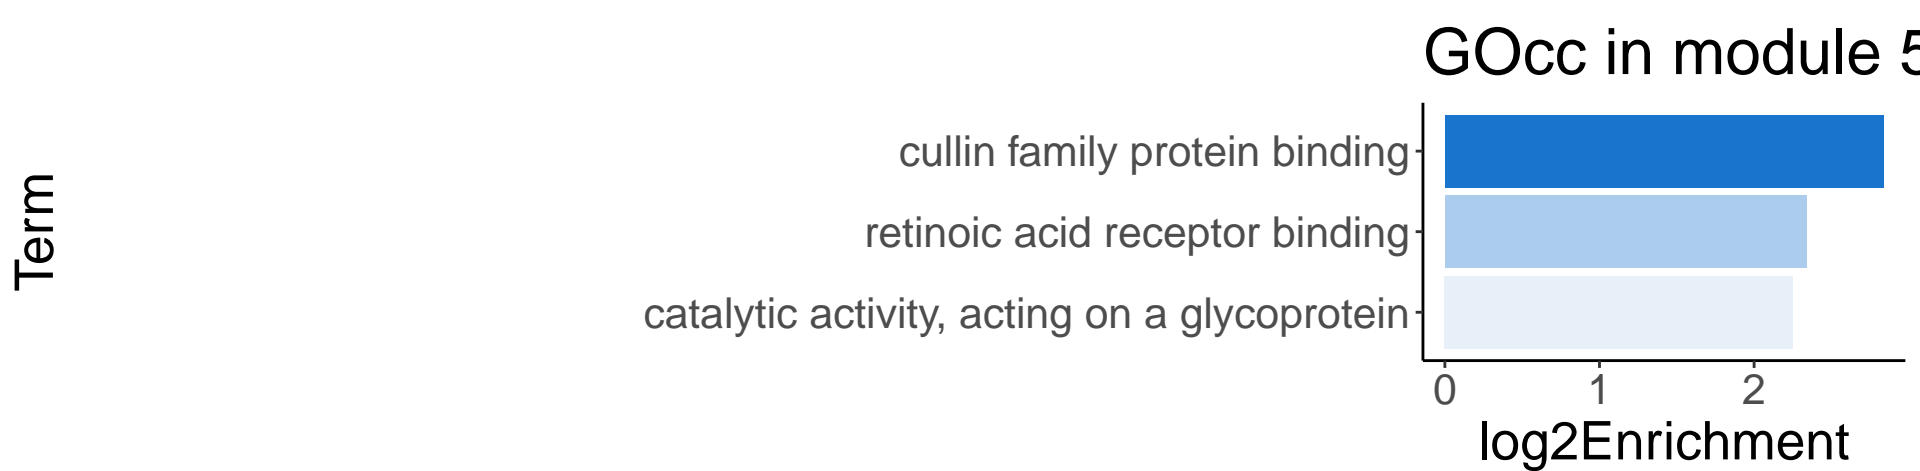 GOcc in module 5
Term
cullin family protein binding
retinoic acid receptor binding
catalytic activity, acting on a glycoprotein
0 1 2
log2Enrichment